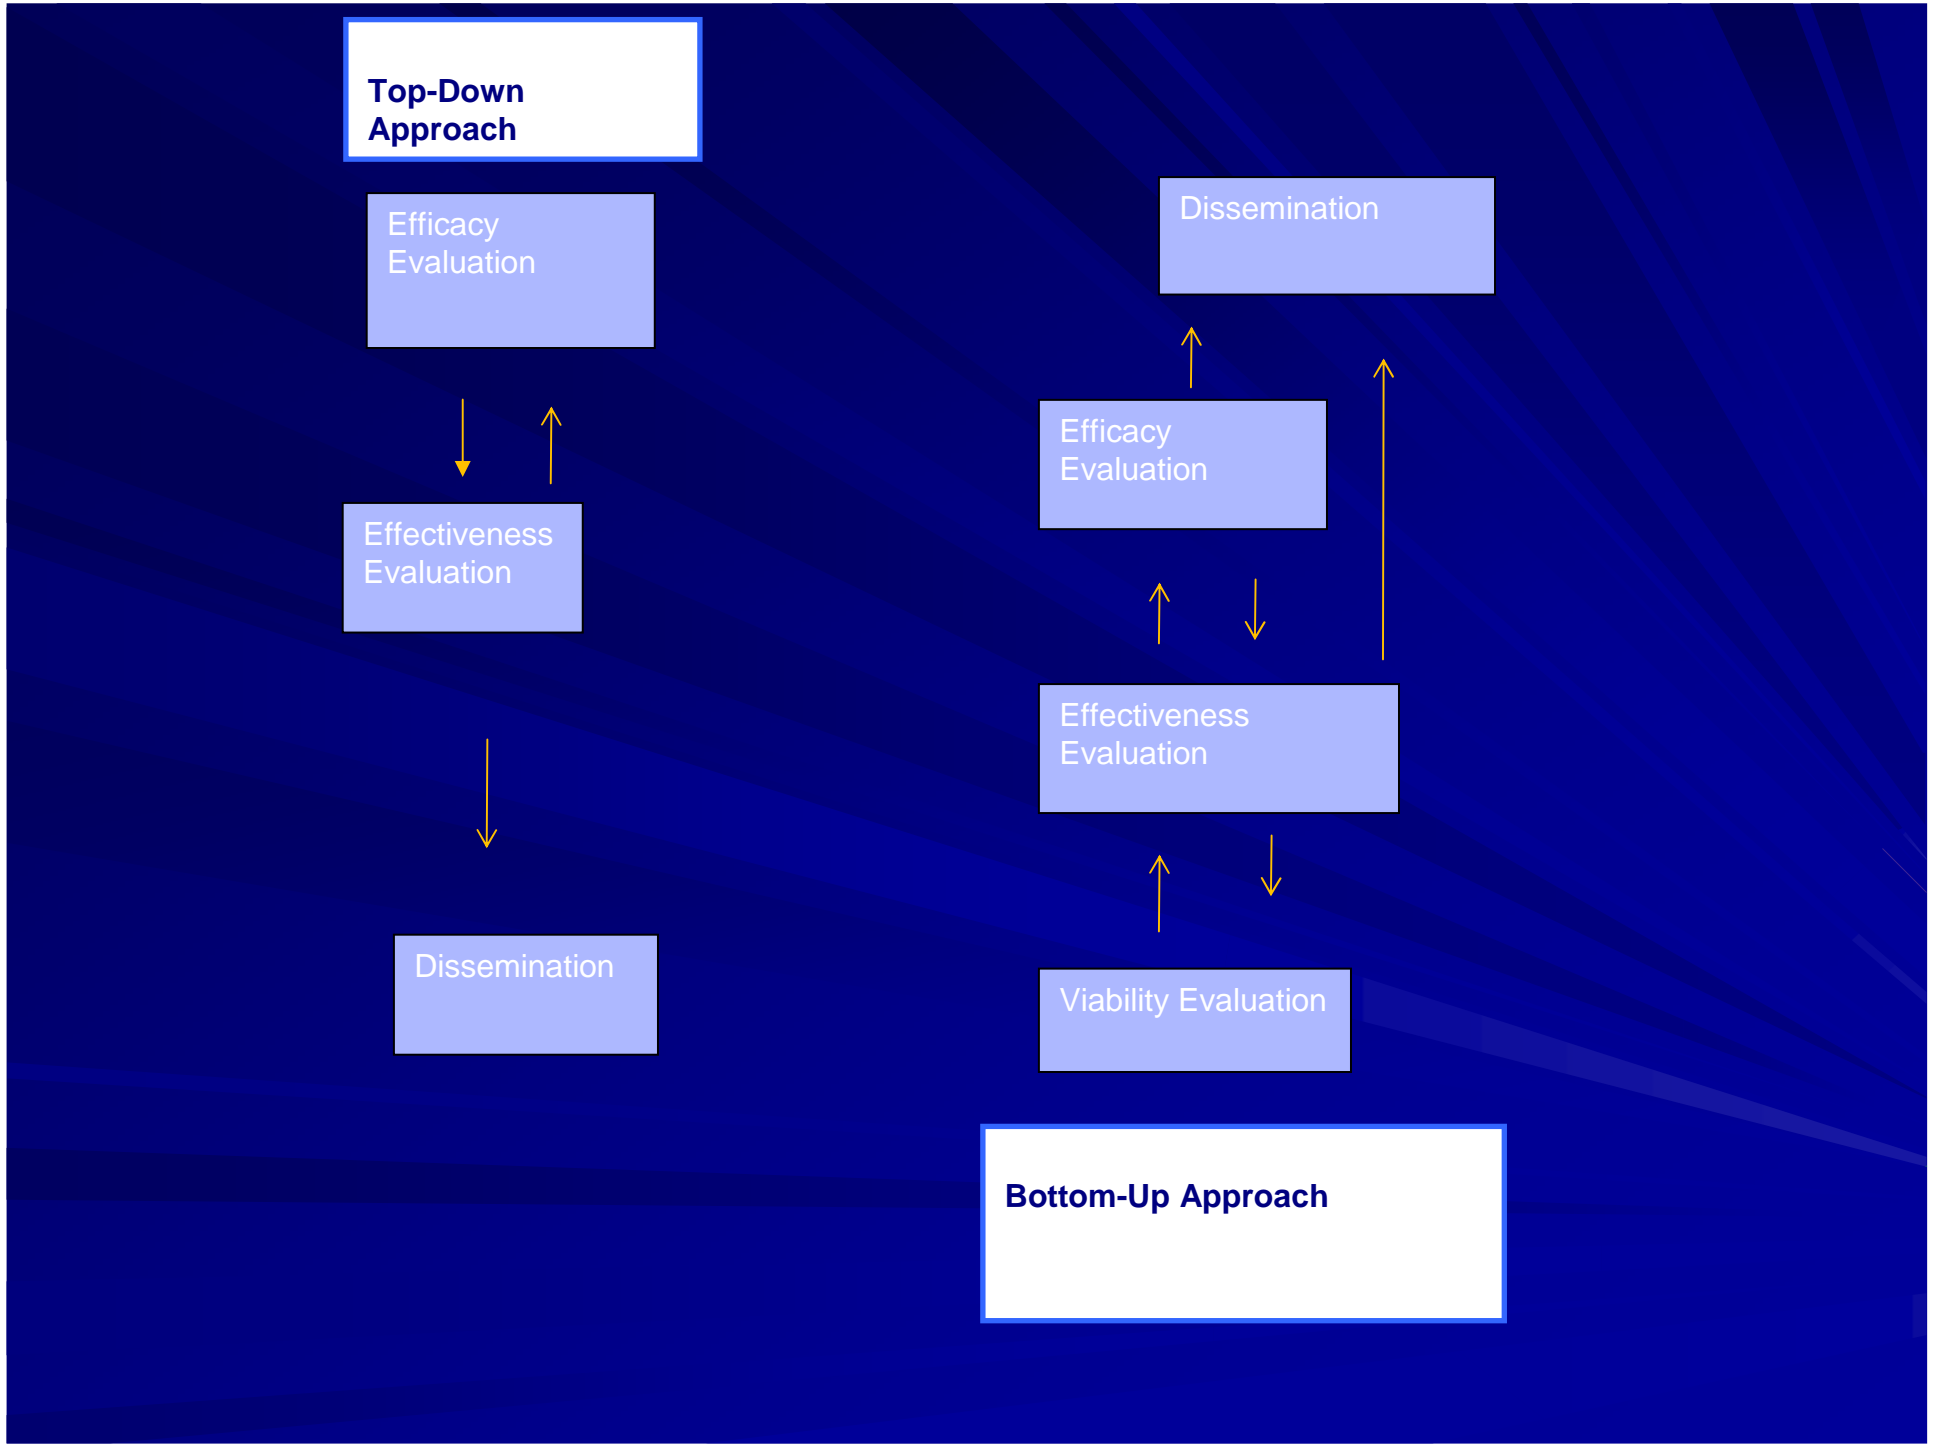 Top-Down
Approach
Efficacy
Evaluation
Effectiveness
Evaluation
Dissemination
Dissemination
Efficacy
Evaluation
Effectiveness
Evaluation
Viability Evaluation
Bottom-Up Approach